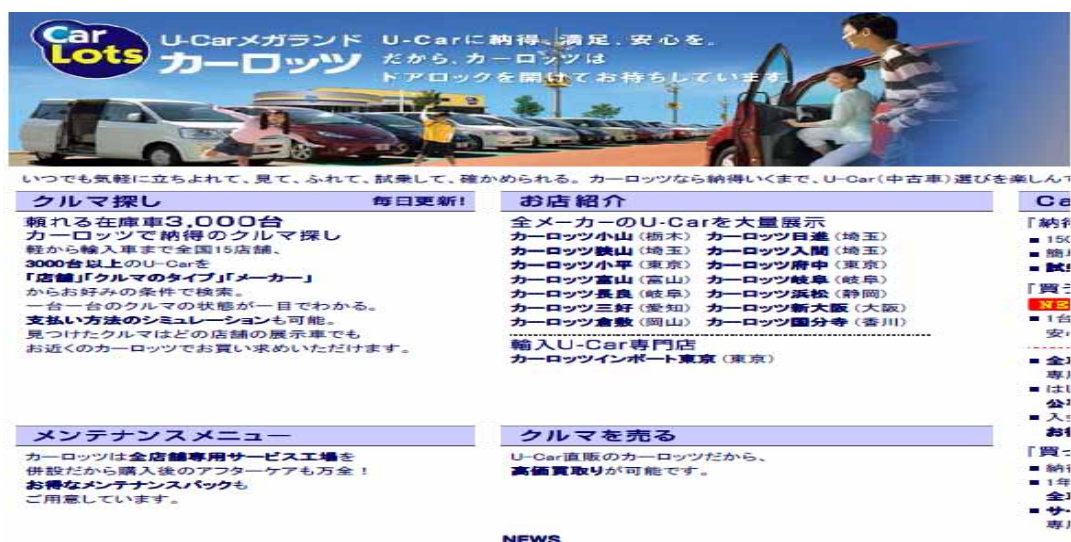 Car
Lots
U-Carメガランド
カーロッツ
U-Carに納得、満足、安心を。
だから、カーロッツは
ドアロックを開けてお待ちしています。
いつでも気軽に立ちよれて、見て、ふれて、試乗して、確かめられる。カーロッツなら納得いくまで、U-Car(中古車)選びを楽しんで
クルマ探し 毎日更新!
頼れる在庫車3,000台
カーロッツで納得のクルマ探し
軽から輸入車まで全国15店舗、
3000台以上のU-Carを
「店舗」「クルマのタイプ」「メーカー」
からお好みの条件で検索。
一台一台のクルマの状態が一目でわかる。
支払い方法のシミュレーションも可能。
見つけたクルマはどの店舗の展示車でも
お近くのカーロッツでお買い求めいただけます。
お店紹介
全メーカーのU-Carを大量展示
カーロッツ小山(栃木) カーロッツ日進(埼玉)
カーロッツ狭山(埼玉) カーロッツ入間(埼玉)
カーロッツ小平(東京) カーロッツ府中(東京)
カーロッツ富山(富山) カーロッツ岐阜(岐阜)
カーロッツ長良(岐阜) カーロッツ浜松(静岡)
カーロッツ三好(愛知) カーロッツ新大阪(大阪)
カーロッツ倉敷(岡山) カーロッツ国分寺(香川)
輸入U-Car専門店
カーロッツインポート東京(東京)
メンテナンスメニュー
カーロッツは全店舗専用サービス工場を
併設だから購入後のアフターケアも万全!
お得なメンテナンスパックも
ご用意しています。
クルマを売る
U-Car直販のカーロッツだから、
高価買取りが可能です。
NEWS
Ca
「納得
■ 150
■ 簡単
■ 試
「買
NE
■ 1台
安
■ 全
専
■ はじ
公
■ 入
お得
「買っ
■ 納
■ 1年
全
■ サ
専